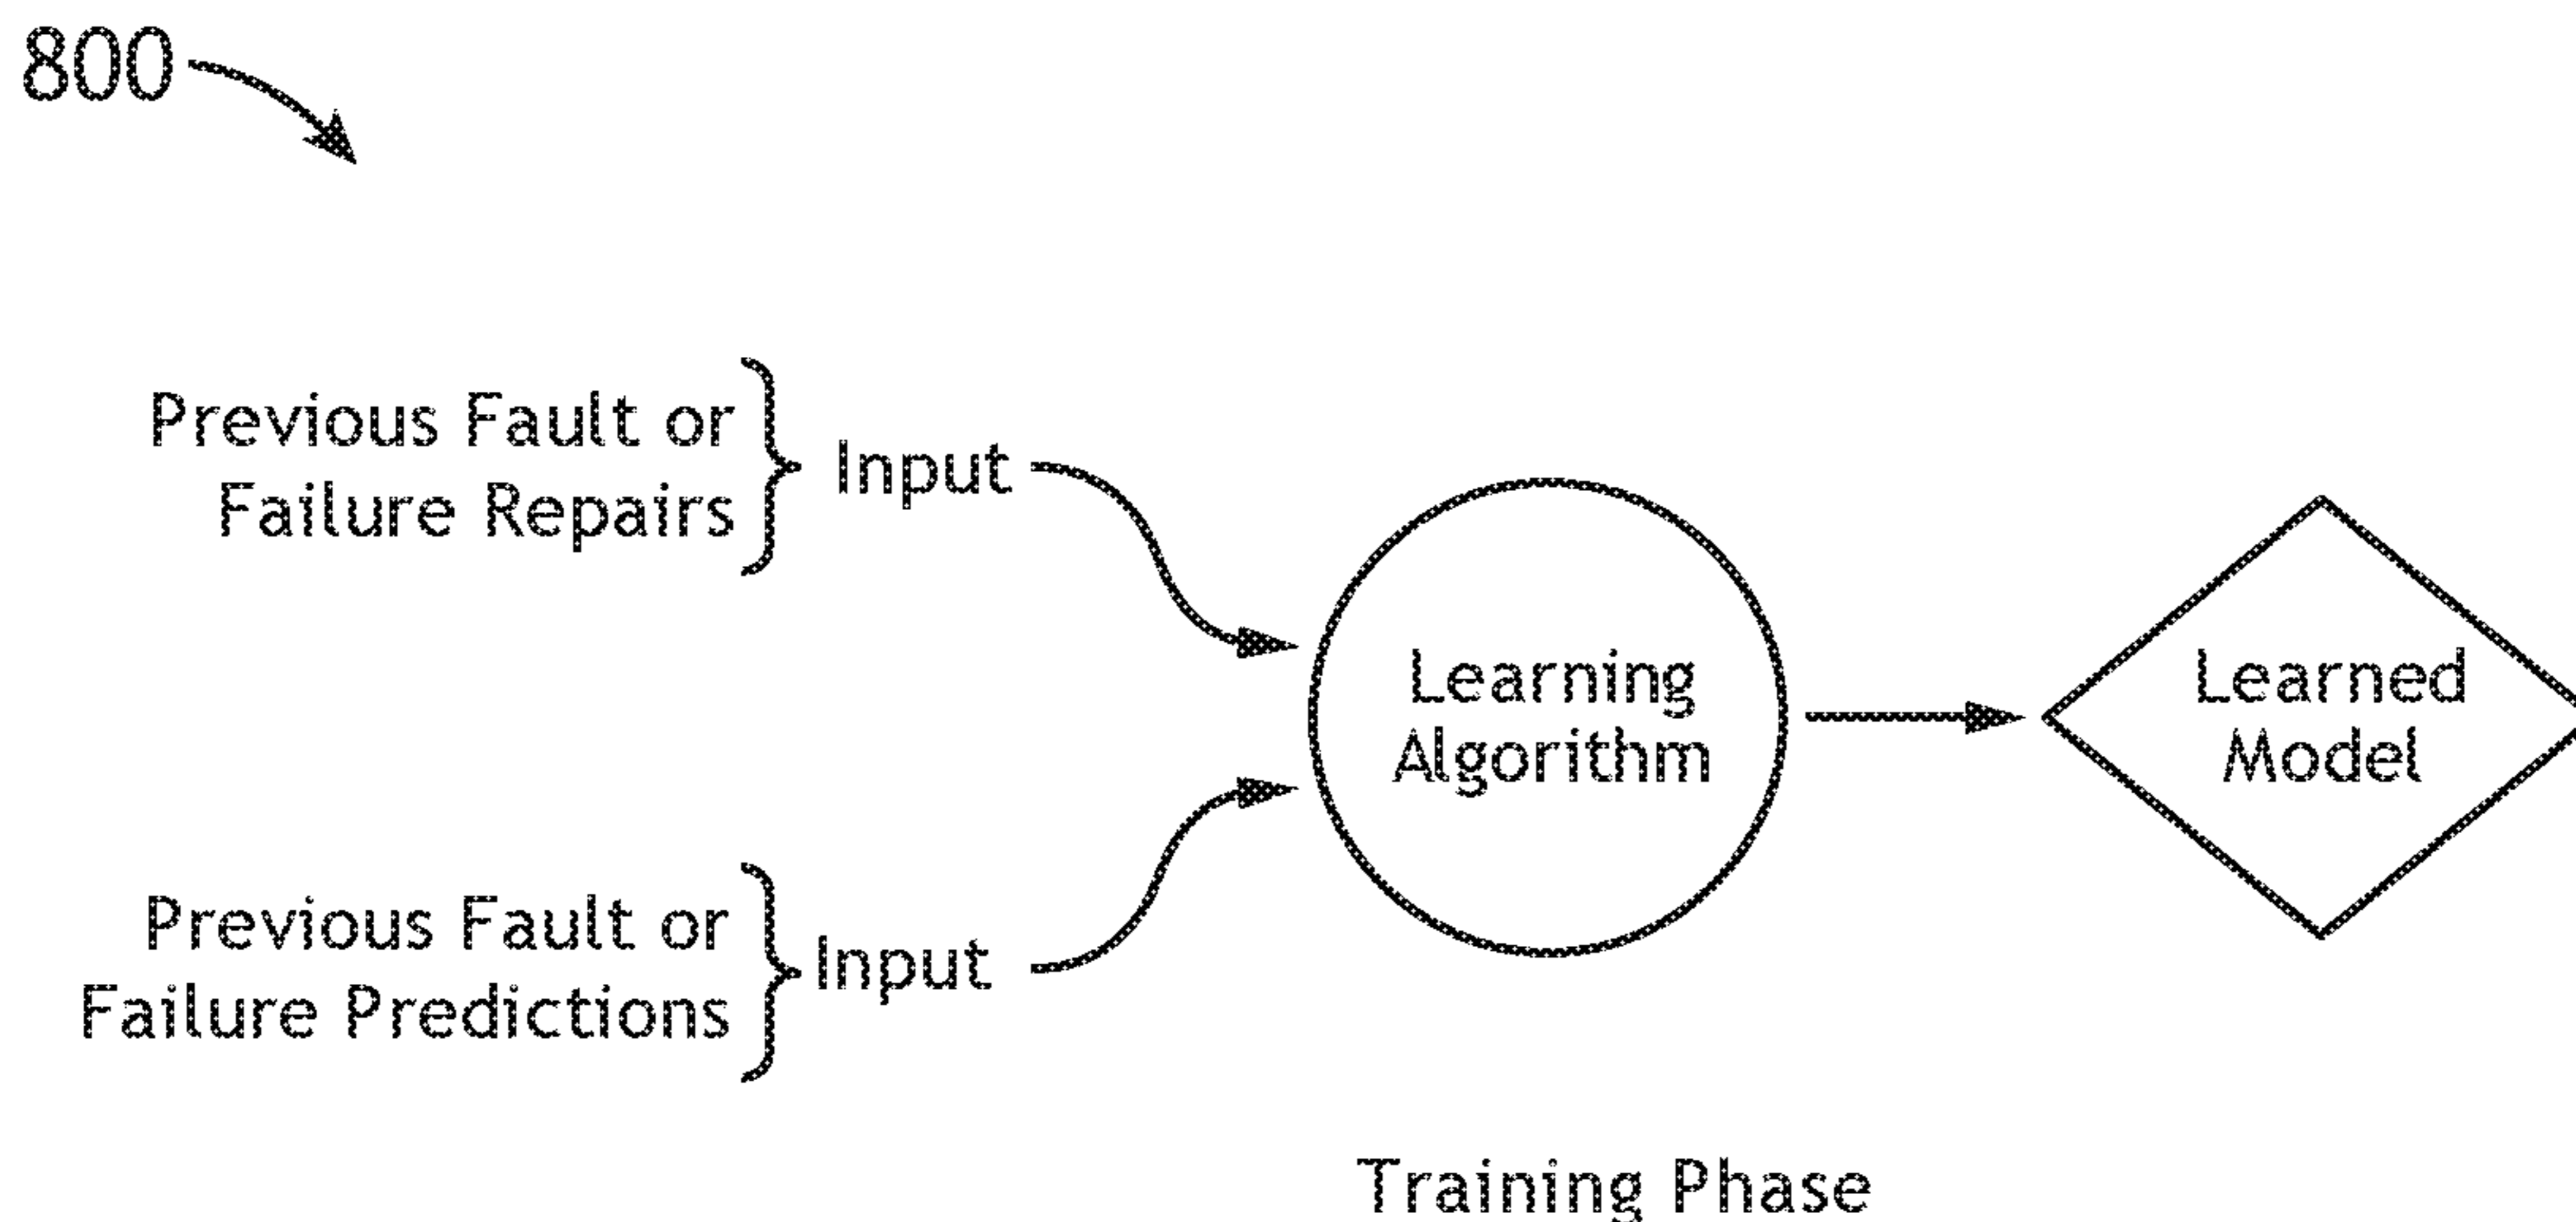 800
Previous Fault or
Failure Repairs
Input
Learning
Algorithm
Learned
Model
Previous Fault or
Failure Predictions
Input
Training Phase